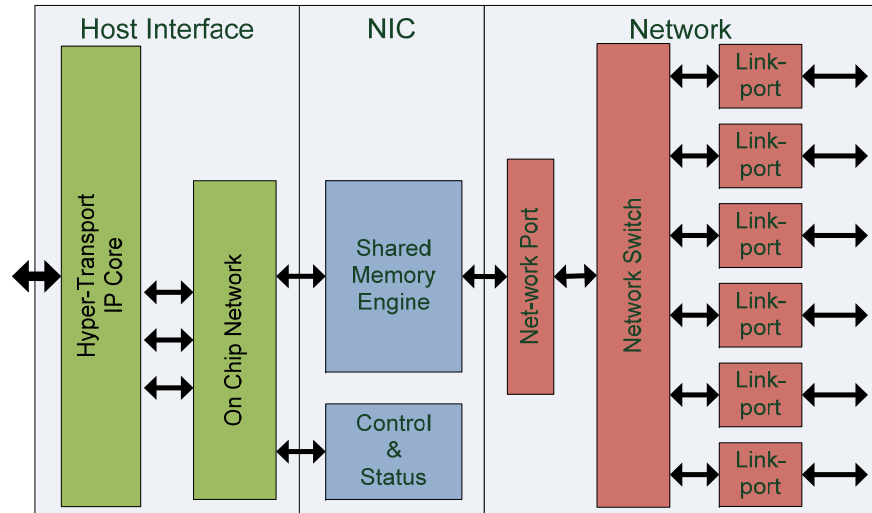 Host Interface
NIC
Network
Hyper-Transport
IP Core
On Chip Network
Shared
Memory
Engine
Control
&
Status
Net-work Port
Network Switch
Link-
port
Link-
port
Link-
port
Link-
port
Link-
port
Link-
port